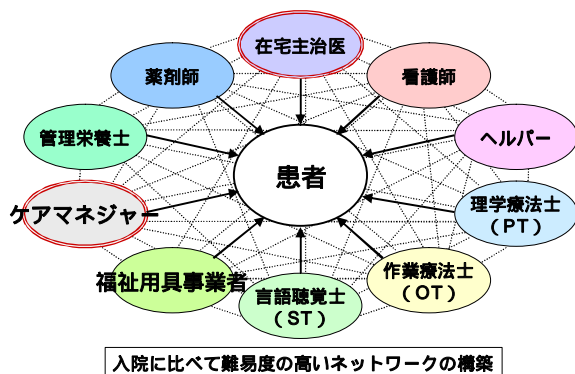 在宅主治医
薬剤師
看護師
管理栄養士
ヘルパー
患者
ケアマネジャー
理学療法士
（PT）
福祉用具事業者
作業療法士
（OT）
言語聴覚士
（ST）
入院に比べて難易度の高いネットワークの構築